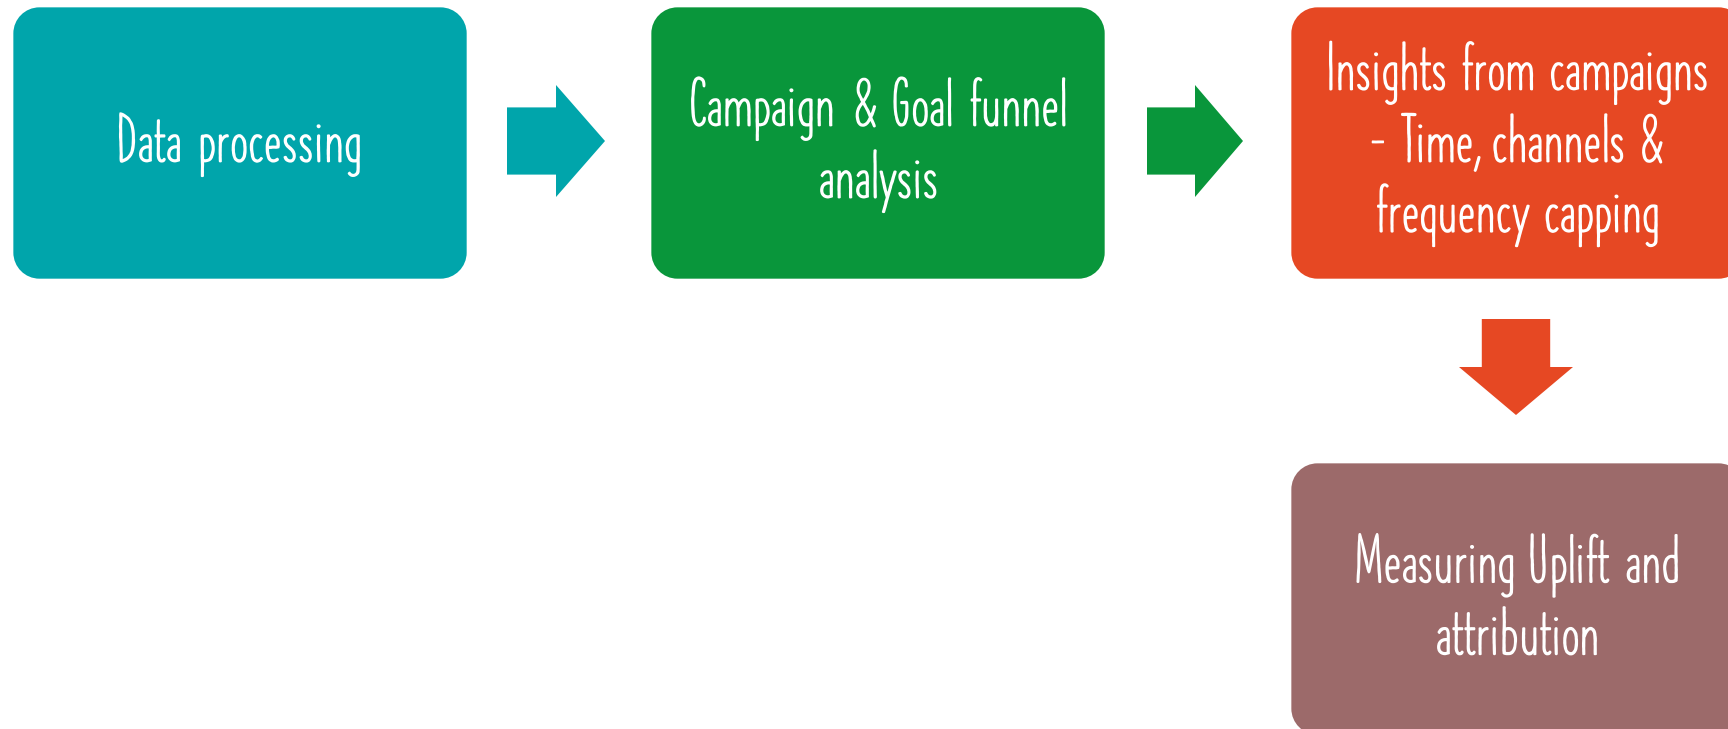 Data processing
Campaign & Goal funnel
analysis
Insights from campaigns
- Time, channels &
frequency capping
Measuring Uplift and
attribution